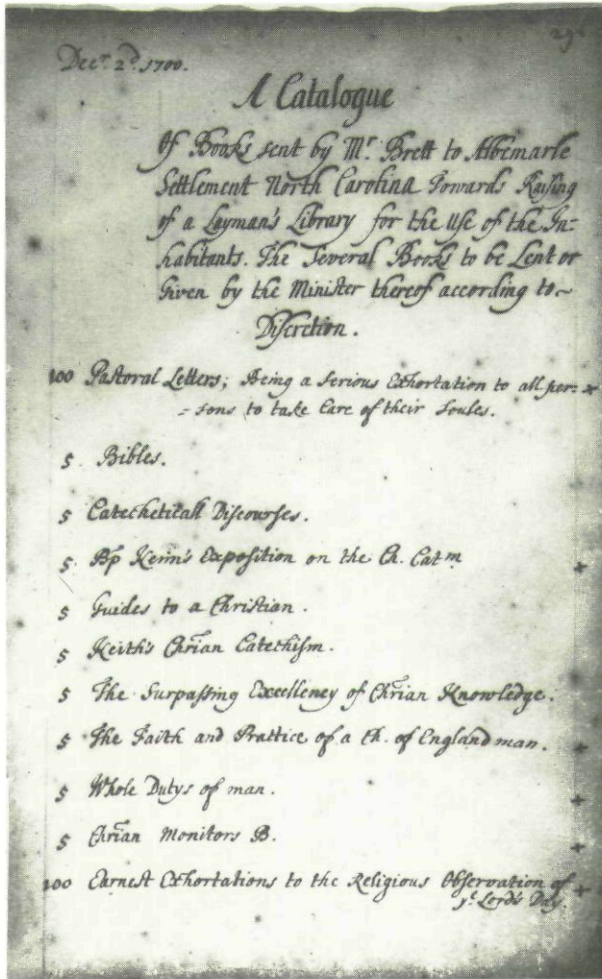 296
Decr. 2d. 1700.
A Catalogue
Of Books sent by Mr. Brett to Albemarle
Settlement North Carolina Towards Raising
of a Layman's Library for the Use of the In=
habitants. The Several Books to be Lent or
Given by the Minister thereof according to~
Discretion.
100 Pastoral Letters; Being a serious Exhortation to all per= +
=sons to take Care of their Soules.
5 Bibles.
5 Catecheticall Discourses.
5 Bp Kenn's Exposition on the Ch. Catm +
5 Guides to a Christian.
5 Keith's Chrian Catechism.
5 The Surpassing Excellency of Chrian Knowledge.
5 The Faith and Practice of a Ch. of England man. +
5 Whole Dutys of man. +
5 Chrian Monitors B. +
100 Earnest Exhortations to the Religious Observation of +
ye. Lord's Day.